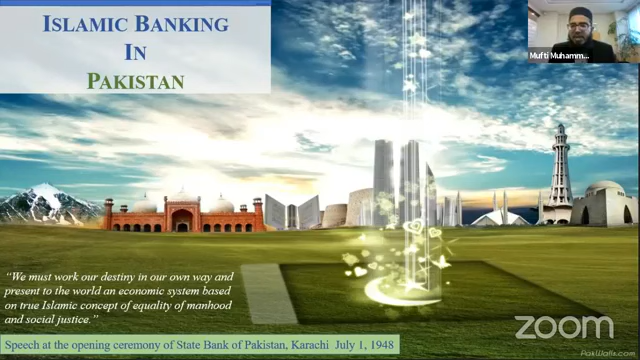 ISLAMIC BANKING
IN
PAKISTAN
Mufti Muhamm...
“We must work our destiny in our own way and
present to the world an economic system based
on true Islamic concept of equality of manhood
and social justice.”
Speech at the opening ceremony of State Bank of Pakistan, Karachi July 1, 1948
zoom
PakWatik.com